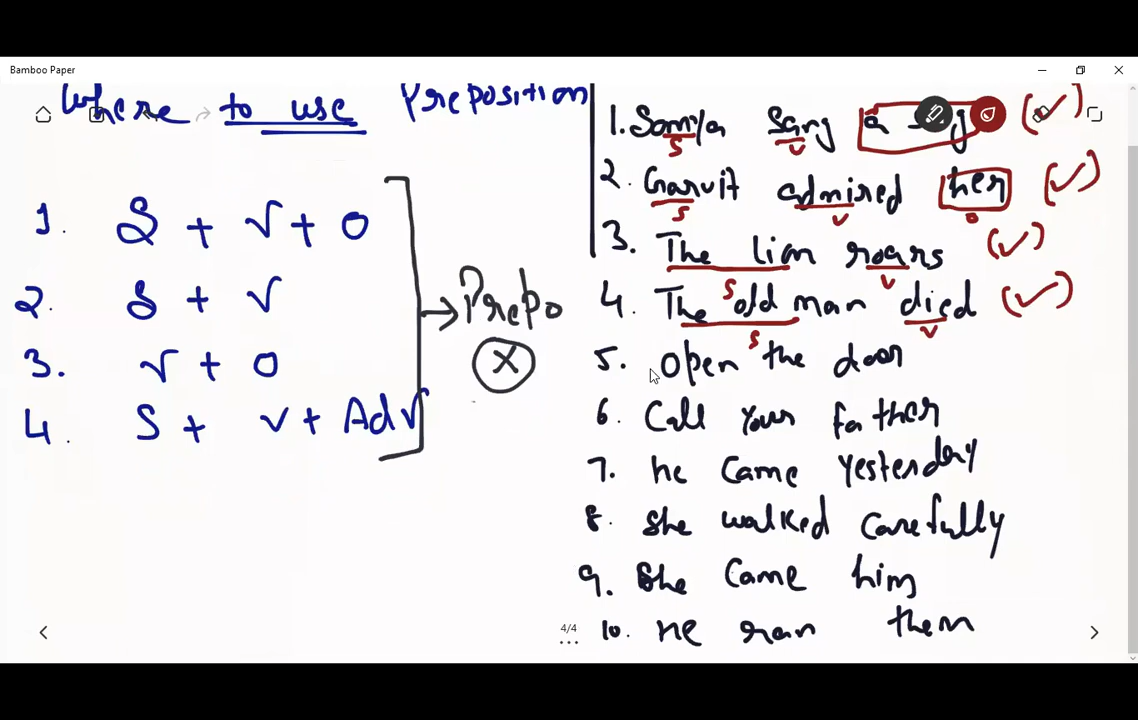 Bamboo Paper
Where to use Preposition
1. S + V + O
2. S + V
3. V + O
4. S + V + Adv
Prepo
X
1. Somya Sang a
S V
2. Garvit admired her
S V O
3. The lion roars
S V
4. The old man died
S V
5. Open the door
6. Call your father
7. he came yesterday
8. She walked carefully
9. She came him
10. He ran them
4/4